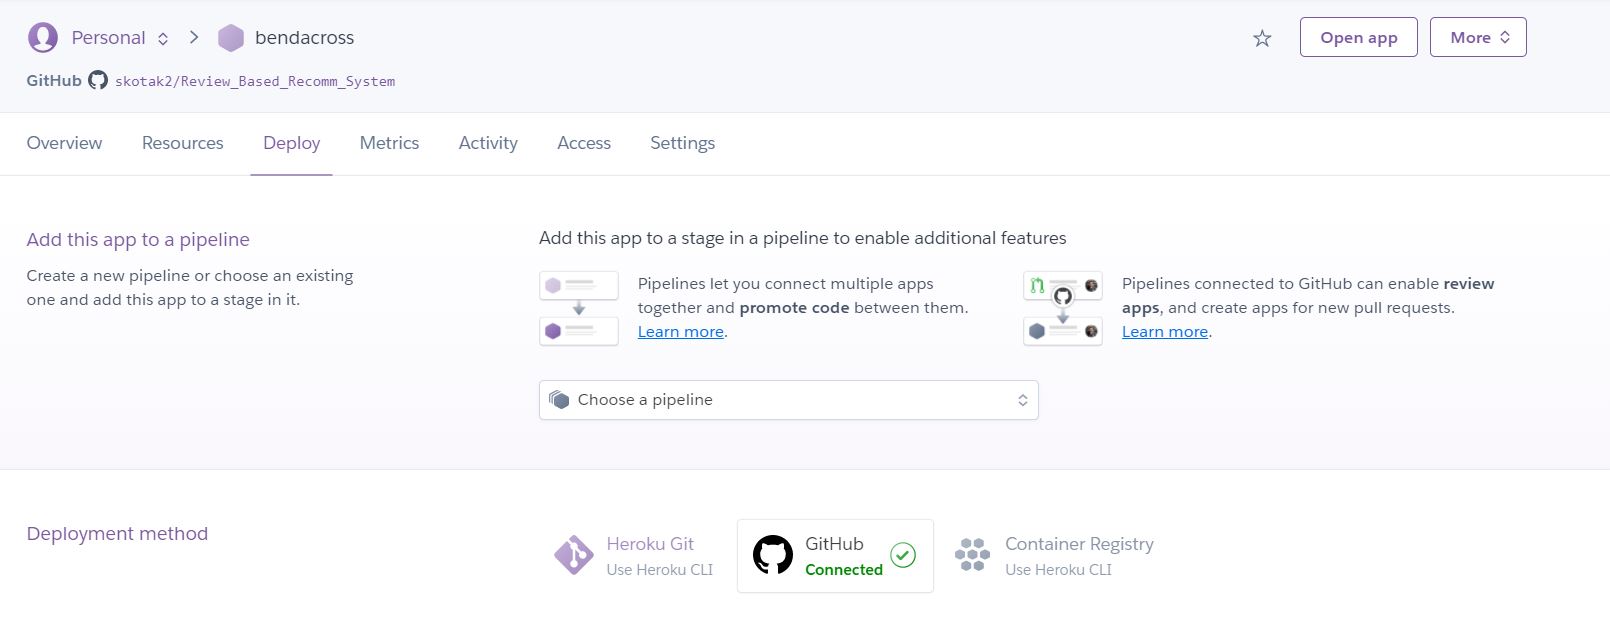 Personal bendacross
Open app
More
GitHub skotak2/Review_Based_Recomm_System
Overview Resources Deploy Metrics Activity Access Settings
Add this app to a pipeline
Create a new pipeline or choose an existing
one and add this app to a stage in it.
Add this app to a stage in a pipeline to enable additional features
Pipelines let you connect multiple apps
together and promote code between them.
Learn more.
Pipelines connected to GitHub can enable review
apps, and create apps for new pull requests.
Learn more.
Choose a pipeline
Deployment method
Heroku Git
Use Heroku CLI
GitHub
Connected
Container Registry
Use Heroku CLI